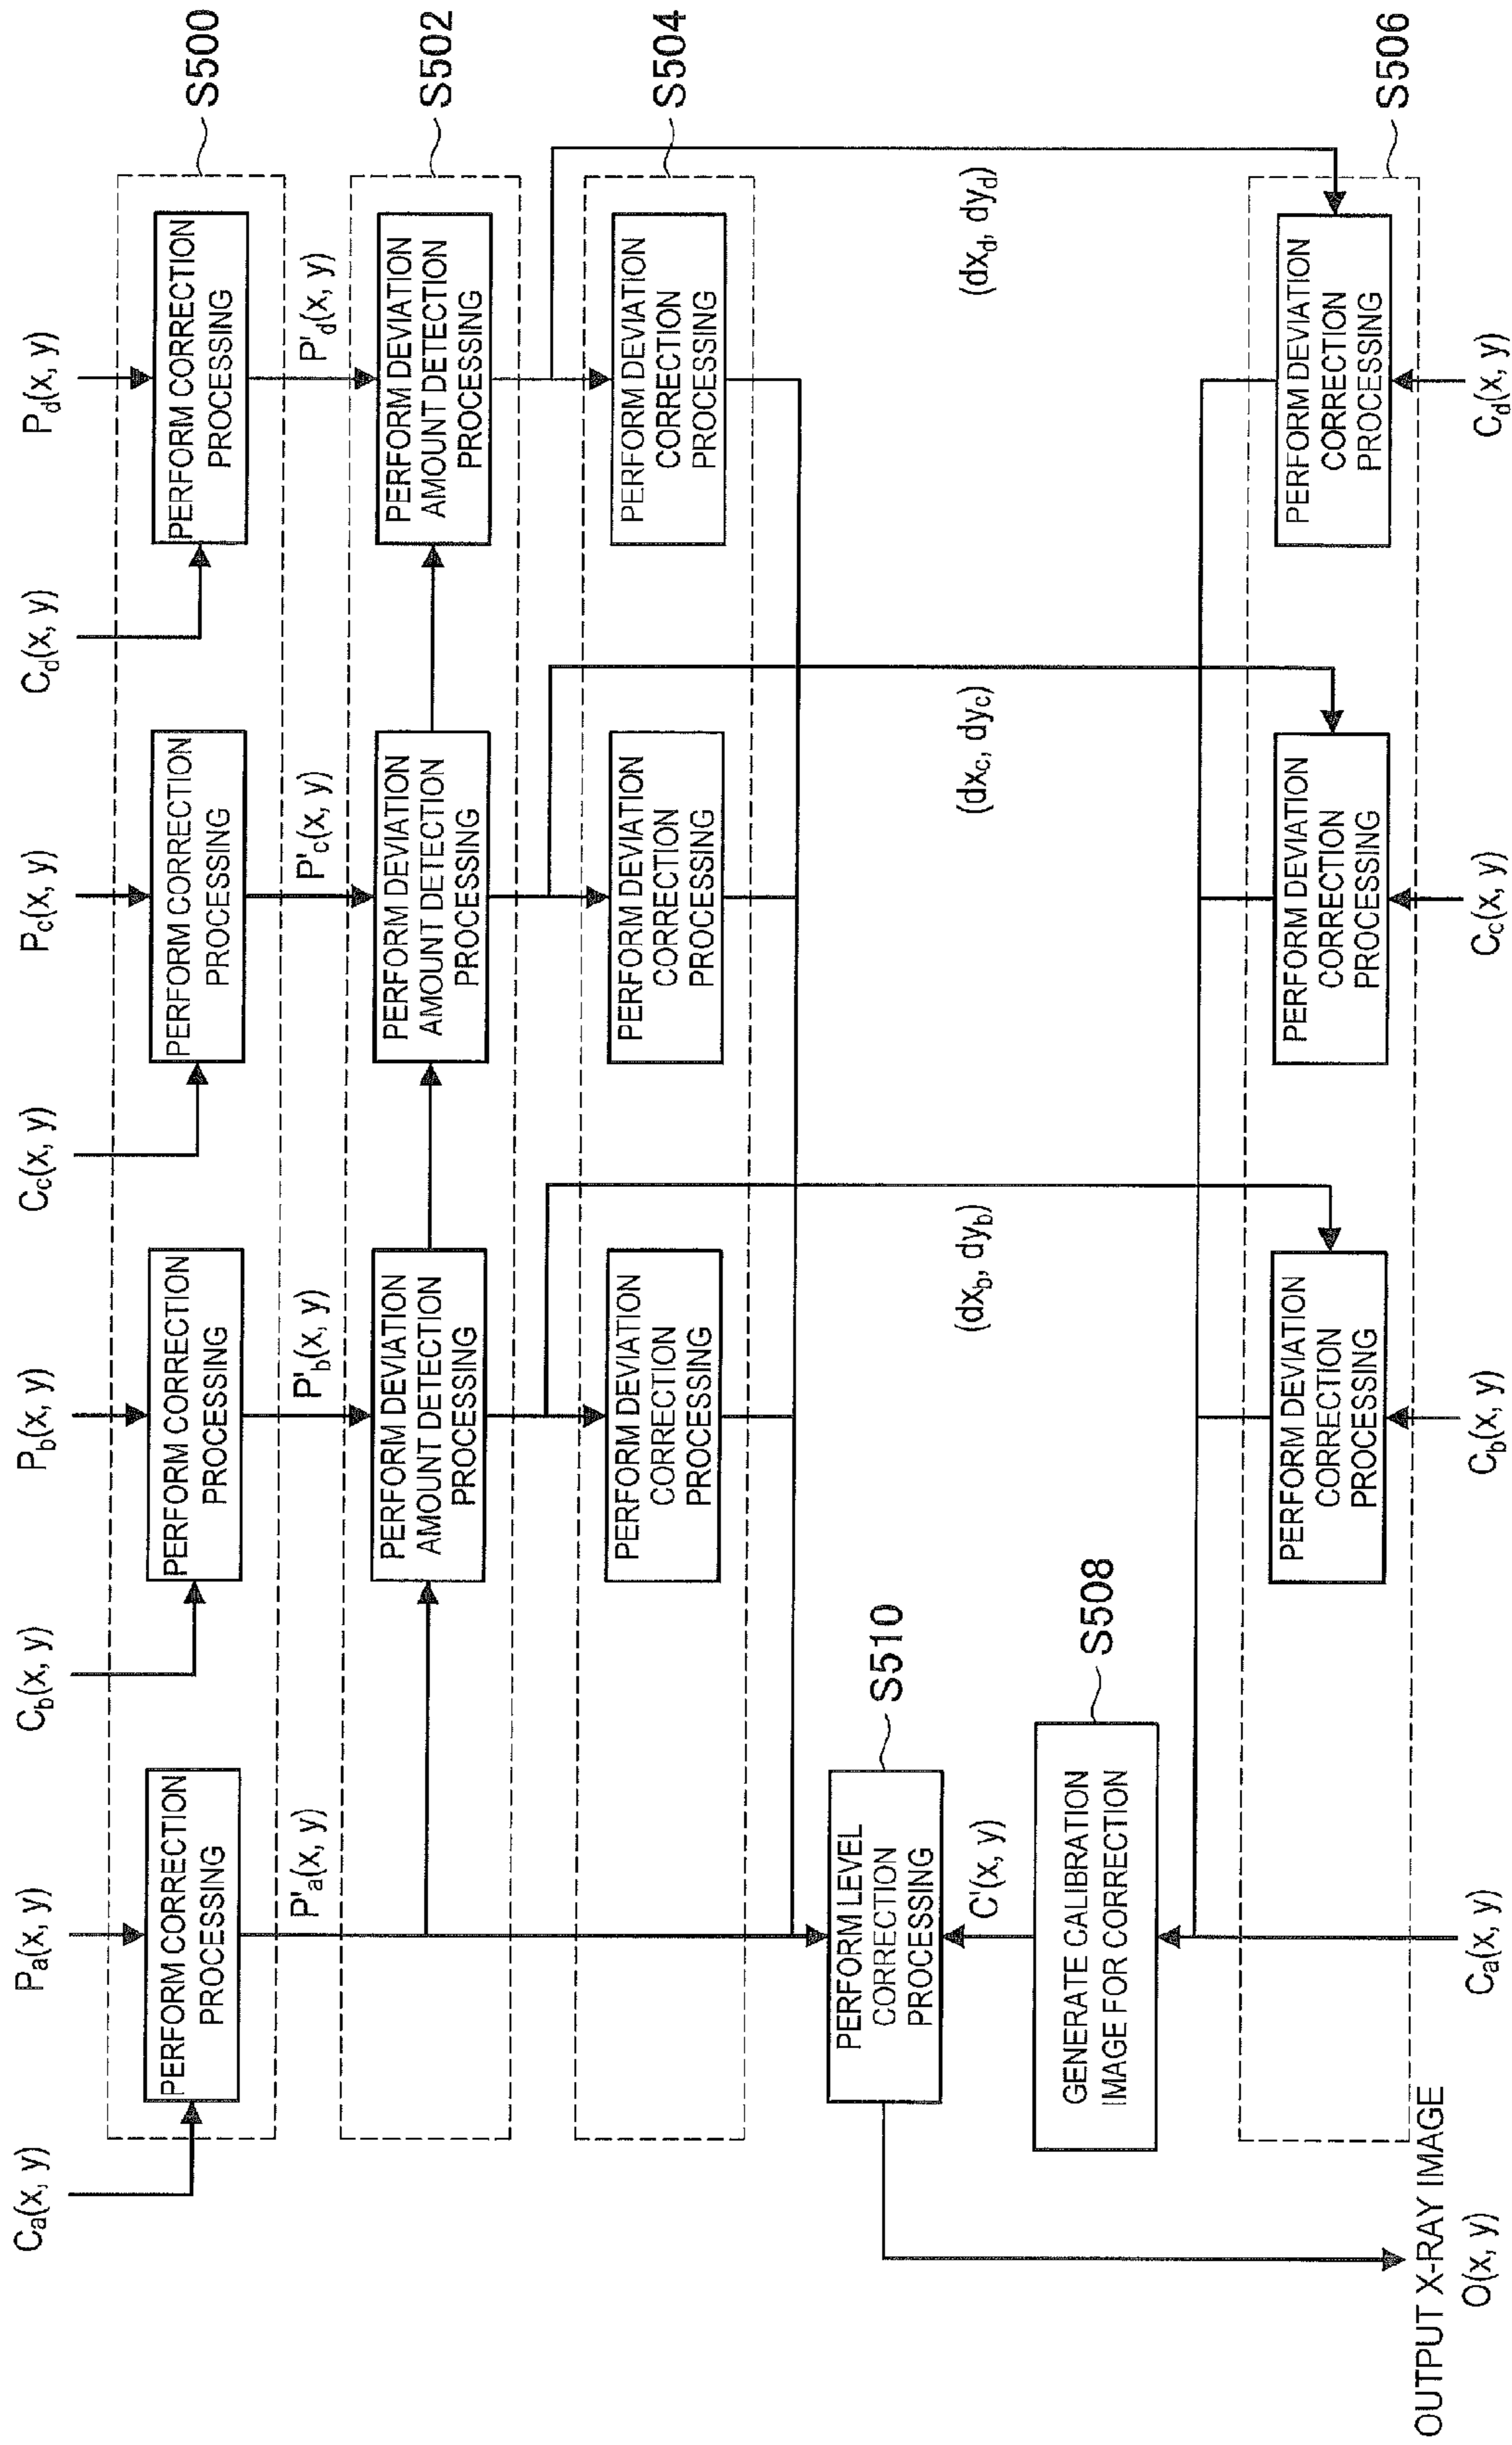 Ca(x, y)
Pa(x, y)
Cb(x, y)
Pb(x, y)
Cc(x, y)
Pc(x, y)
Cd(x, y)
Pd(x, y)
PERFORM CORRECTION
PROCESSING
PERFORM CORRECTION
PROCESSING
PERFORM CORRECTION
PROCESSING
PERFORM CORRECTION
PROCESSING
S500
P'a(x, y)
P'b(x, y)
P'c(x, y)
P'd(x, y)
PERFORM DEVIATION
AMOUNT DETECTION
PROCESSING
PERFORM DEVIATION
AMOUNT DETECTION
PROCESSING
PERFORM DEVIATION
AMOUNT DETECTION
PROCESSING
S502
PERFORM DEVIATION
CORRECTION
PROCESSING
PERFORM DEVIATION
CORRECTION
PROCESSING
PERFORM DEVIATION
CORRECTION
PROCESSING
S504
PERFORM LEVEL
CORRECTION
PROCESSING
S510
C'(x, y)
(dxb, dyb)
(dxc, dyc)
(dxd, dyd)
GENERATE CALIBRATION
IMAGE FOR CORRECTION
S508
PERFORM DEVIATION
CORRECTION
PROCESSING
PERFORM DEVIATION
CORRECTION
PROCESSING
PERFORM DEVIATION
CORRECTION
PROCESSING
S506
OUTPUT X-RAY IMAGE
O(x, y)
Ca(x, y)
Cb(x, y)
Cc(x, y)
Cd(x, y)